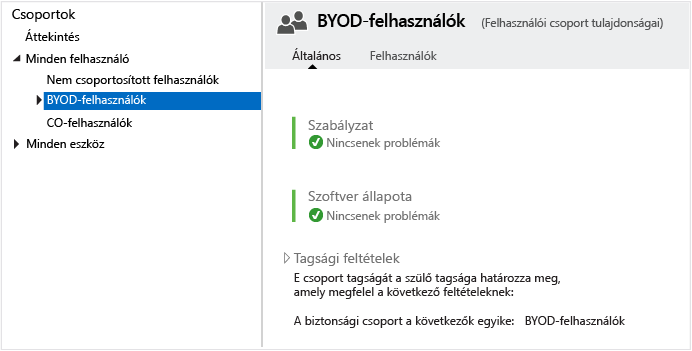 Csoportok
Áttekintés
Minden felhasználó
Nem csoportosított felhasználók
BYOD-felhasználók
CO-felhasználók
Minden eszköz
BYOD-felhasználók (Felhasználói csoport tulajdonságai)
Általános Felhasználók
Szabályzat
Nincsenek problémák
Szoftver állapota
Nincsenek problémák
Tagsági feltételek
E csoport tagságát a szülő tagsága határozza meg,
amely megfelel a következő feltételeknek:
A biztonsági csoport a következők egyike: BYOD-felhasználók